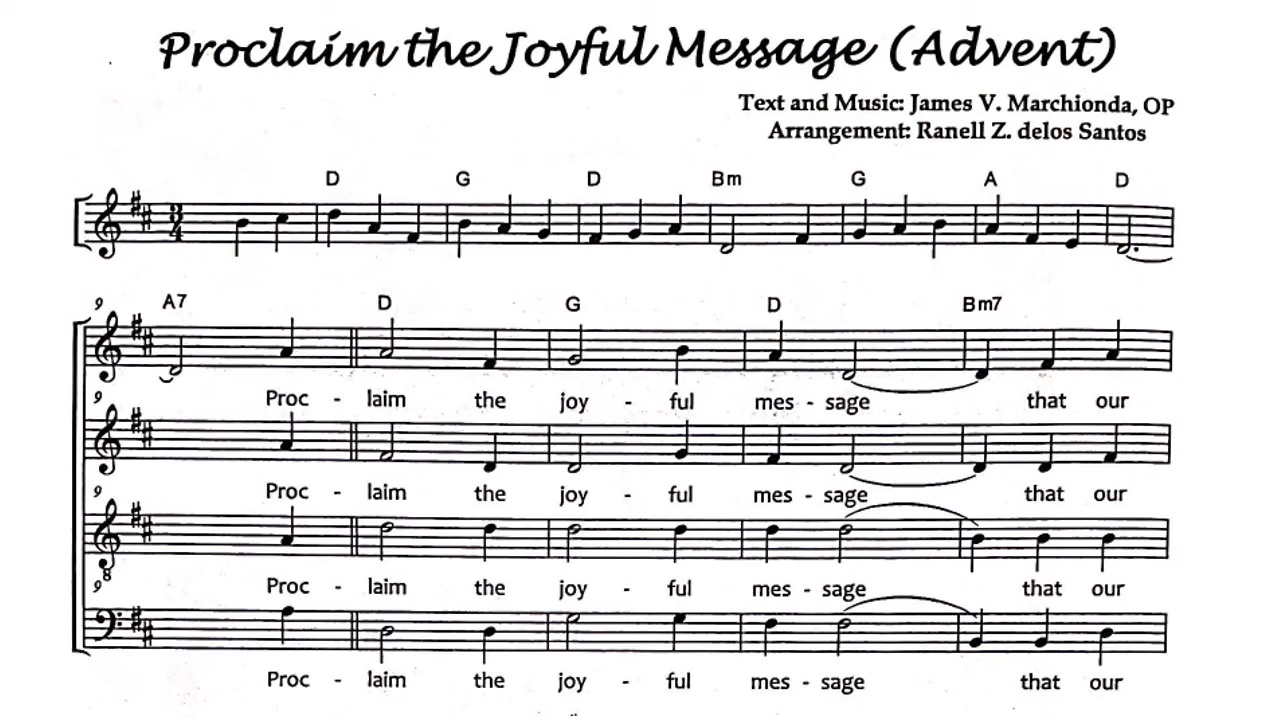 Proclaim the Joyful Message (Advent)
Text and Music: James V. Marchionda, OP
Arrangement: Ranell Z. delos Santos
D G D Bm G A D
3
4
9 A7 D G D Bm7
Proc - laim the joy - ful mes - sage that our
9
Proc - laim the joy - ful mes - sage that our
9
8
Proc - laim the joy - ful mes - sage that our
9
Proc - laim the joy - ful mes - sage that our